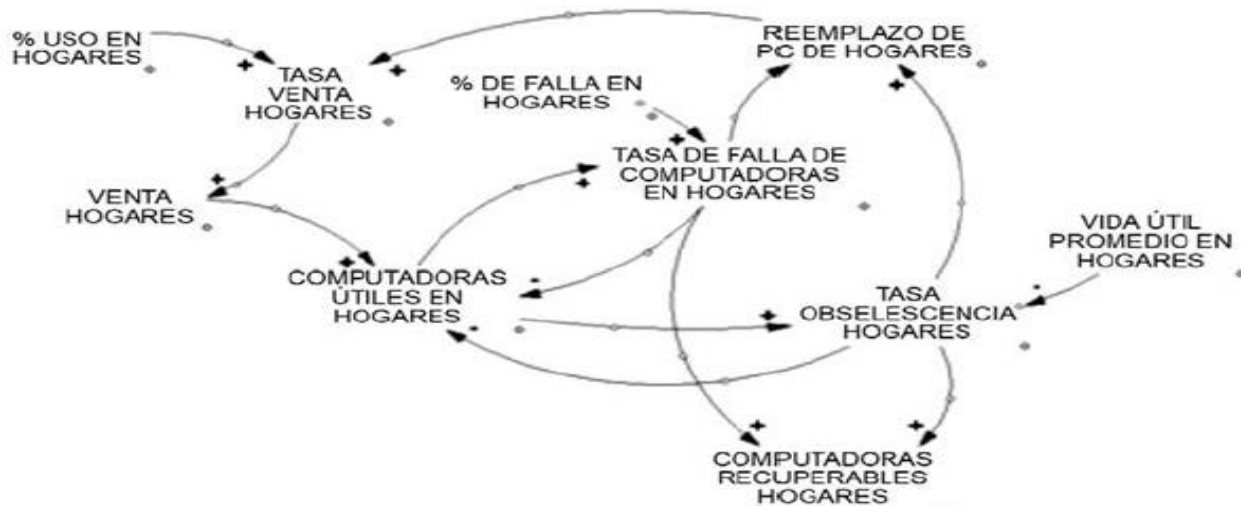 % USO EN
HOGARES
TASA
VENTA
HOGARES
REEMPLAZO DE
PC DE HOGARES
% DE FALLA EN
HOGARES
TASA DE FALLA DE
COMPUTADORAS
EN HOGARES
VENTA
HOGARES
VIDA ÚTIL
PROMEDIO EN
HOGARES
COMPUTADORAS
ÚTILES EN
HOGARES
TASA
OBSELESCENCIA
HOGARES
COMPUTADORAS
RECUPERABLES
HOGARES